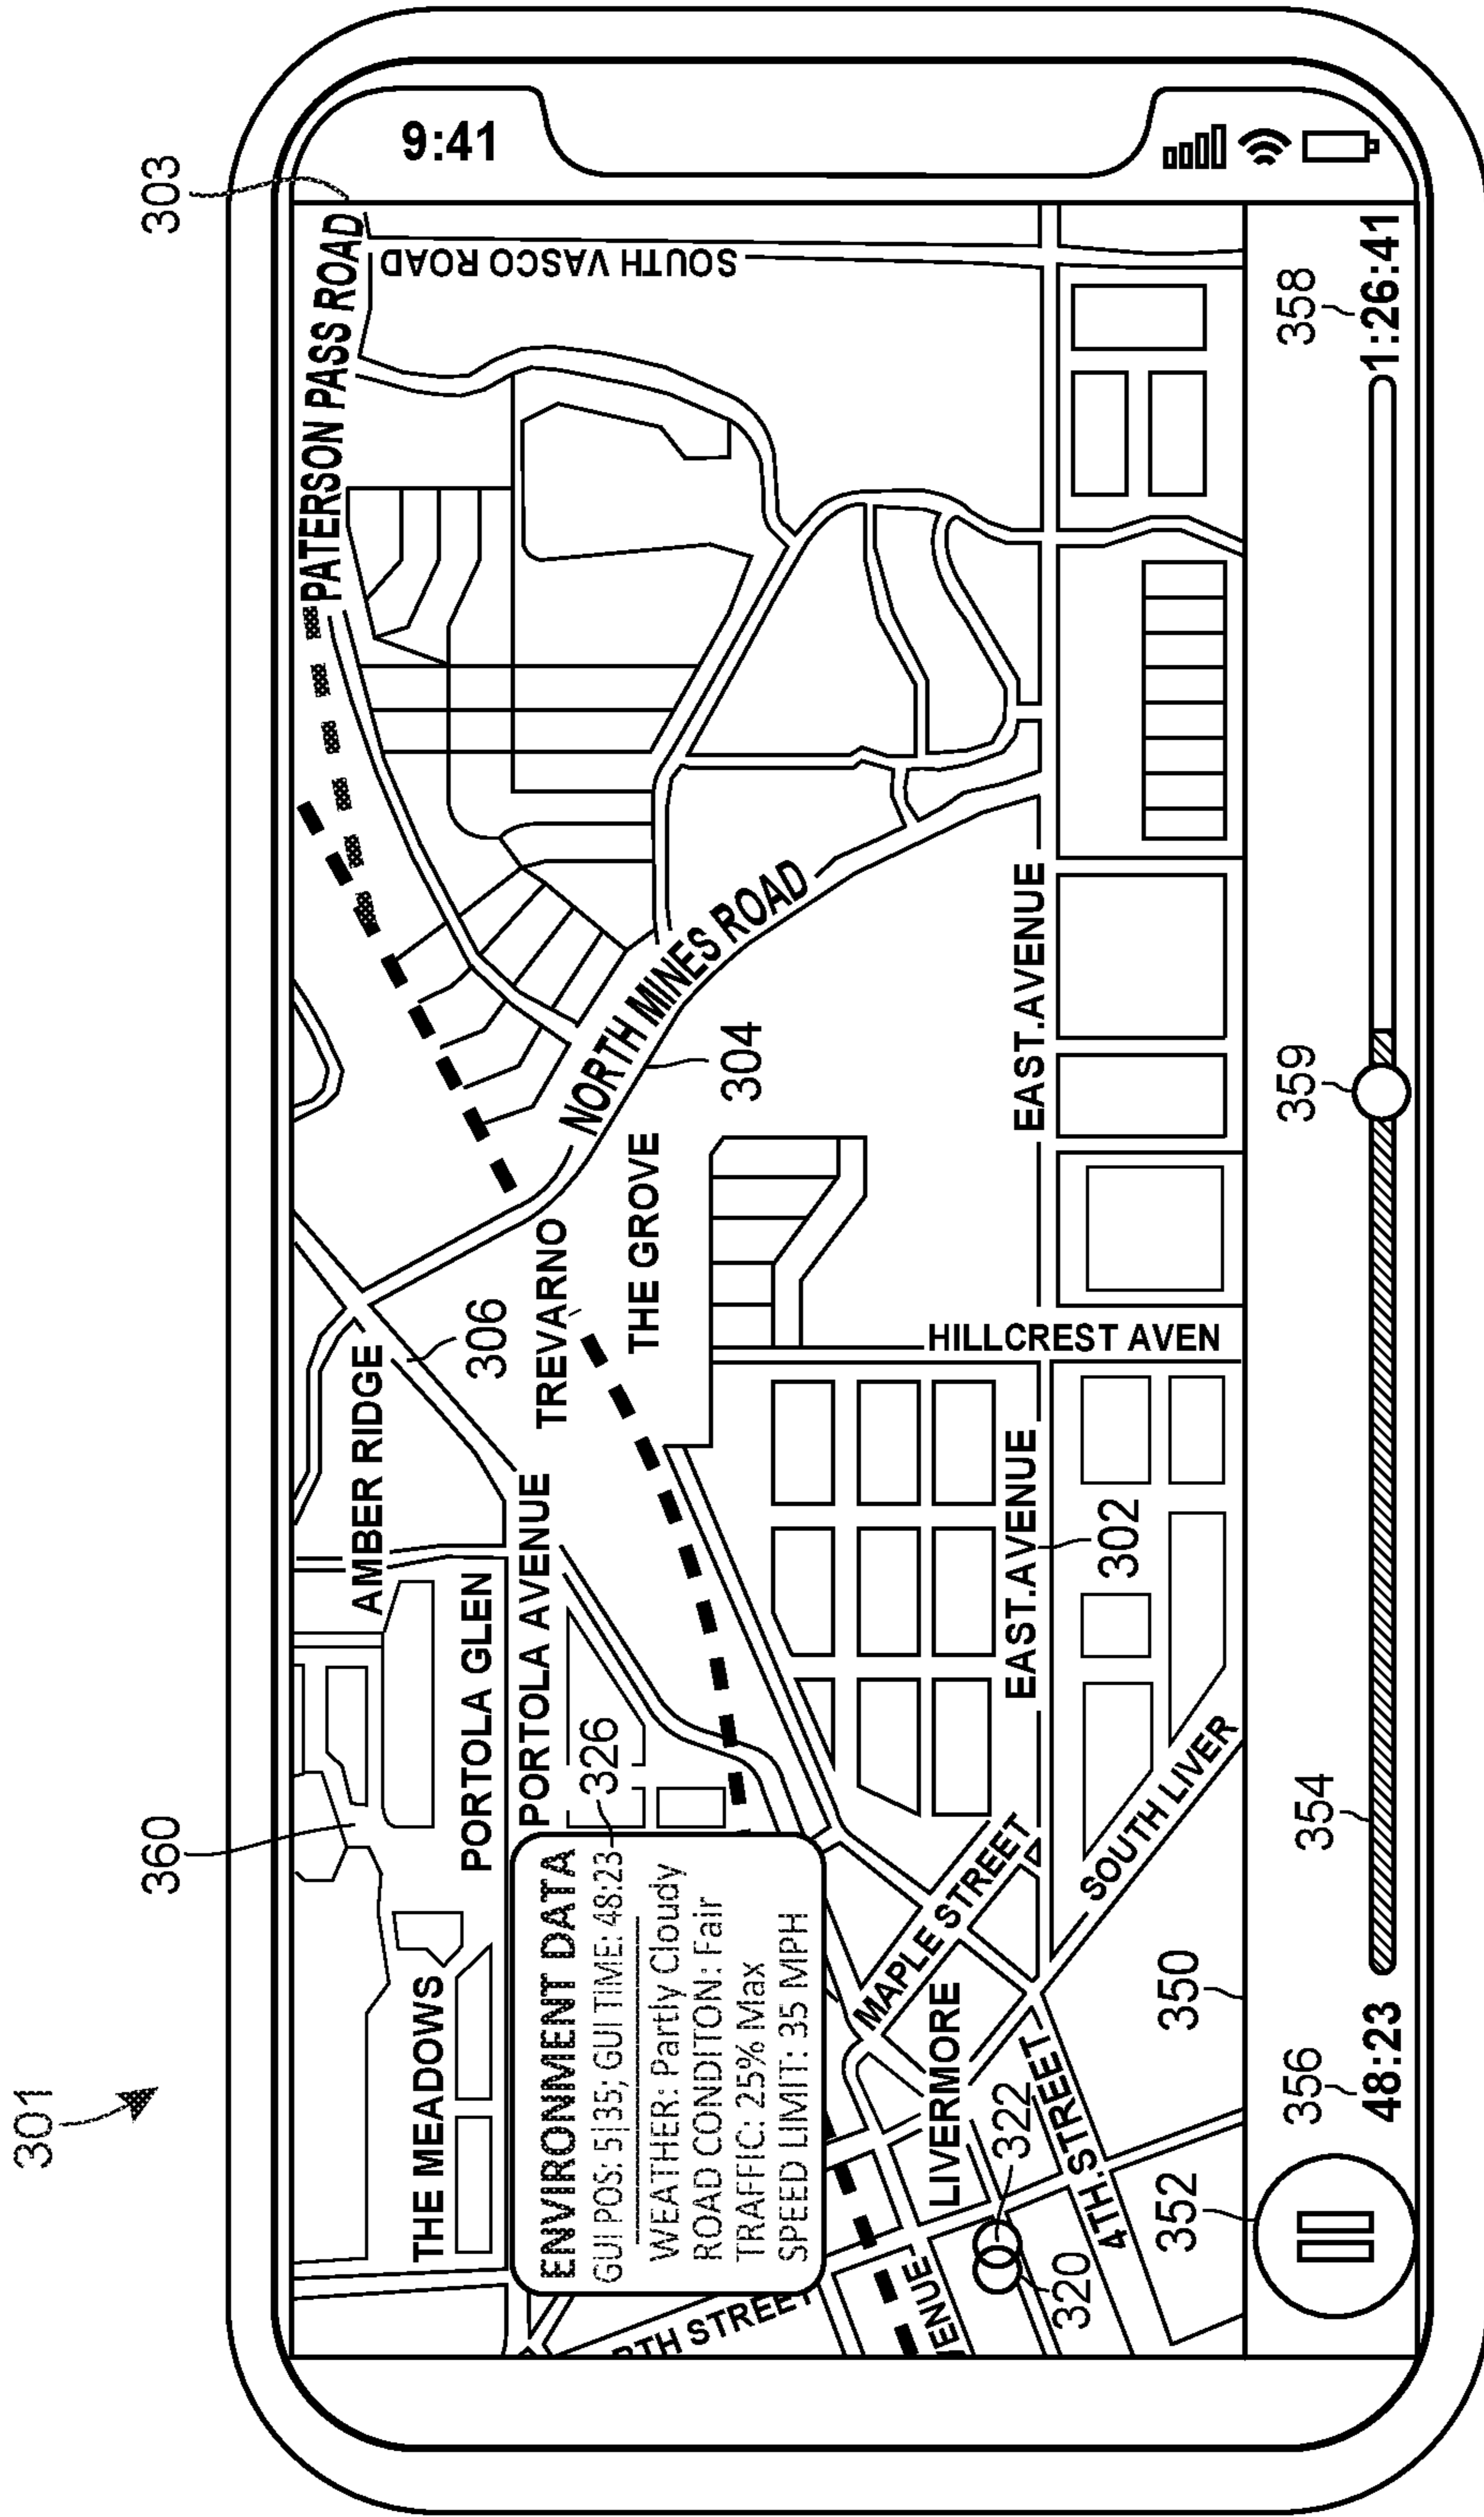 301
360
303
9:41
PATERSON PASS ROAD
SOUTH VASCO ROAD
AMBER RIDGE
306
THE MEADOWS
PORTOLA GLEN
PORTOLA AVENUE
TREVARNO
NORTH MINES ROAD
THE GROVE
304
326
ENVIRONMENT DATA
GUI POS: 5|35; GUI TIME: 48:23
WEATHER: Partly Cloudy
ROAD CONDITON: Fair
TRAFFIC: 25% Max
SPEED LIMIT: 35 MPH
RTH STREET
ENUE
MAPLE STREET
LIVERMORE
HILLCREST AVEN
EAST.AVENUE
EAST.AVENUE
302
322
320
4TH.STREET
SOUTH LIVER
350
352
356
48:23
354
359
358
1:26:41